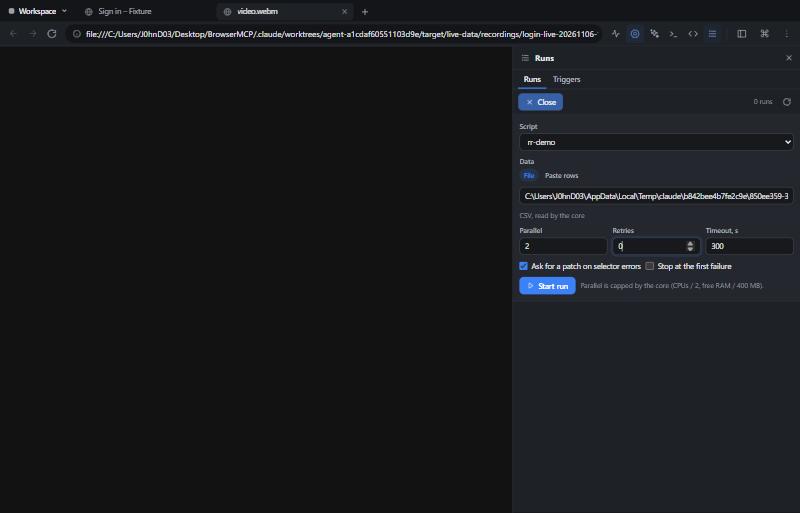 Workspace
Sign in – Fixture
video.webm
file:///C:/Users/J0hnD03/Desktop/BrowserMCP/.claude/worktrees/agent-a1cdaf60551103d9e/target/live-data/recordings/login-live-20261106-
Runs
Runs Triggers
Close
0 runs
Script
rr-demo
Data
File Paste rows
C:\Users\J0hnD03\AppData\Local\Temp\claude\b842bee4b7fe2c9e\850ee359-3
CSV, read by the core
Parallel Retries Timeout, s
2 0 300
Ask for a patch on selector errors Stop at the first failure
Start run Parallel is capped by the core (CPUs / 2, free RAM / 400 MB).